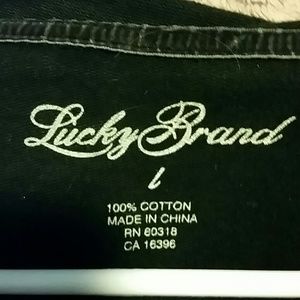 Lucky Brand
L
100% COTTON
MADE IN CHINA
RN 80318
CA 16396